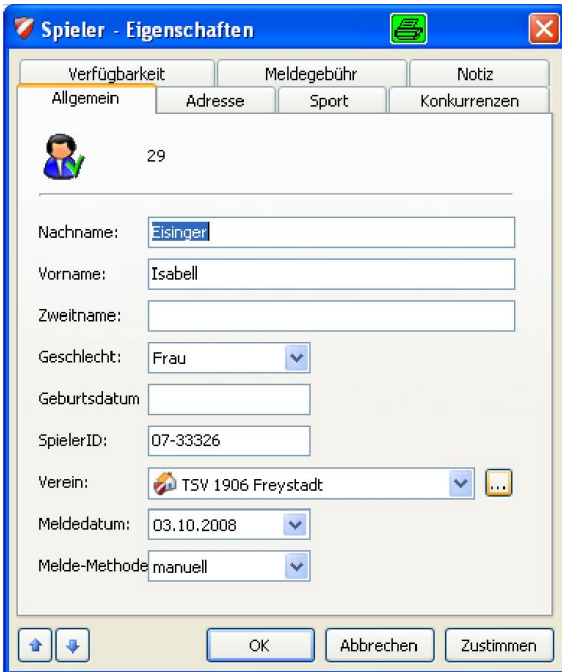 Spieler - Eigenschaften
Verfügbarkeit Meldegebühr Notiz
Allgemein Adresse Sport Konkurrenzen
29
Nachname: Eisinger
Vorname: Isabell
Zweitname:
Geschlecht: Frau
Geburtsdatum
SpielerID: 07-33326
Verein: TSV 1906 Freystadt ...
Meldedatum: 03.10.2008
Melde-Methode manuell
OK Abbrechen Zustimmen